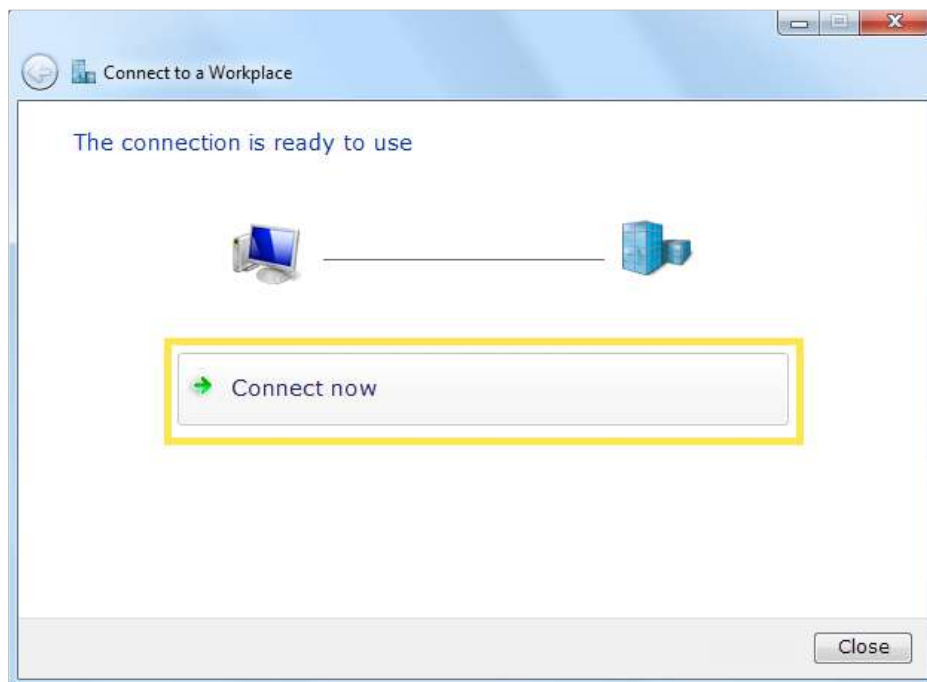 Connect to a Workplace
The connection is ready to use
Connect now
Close